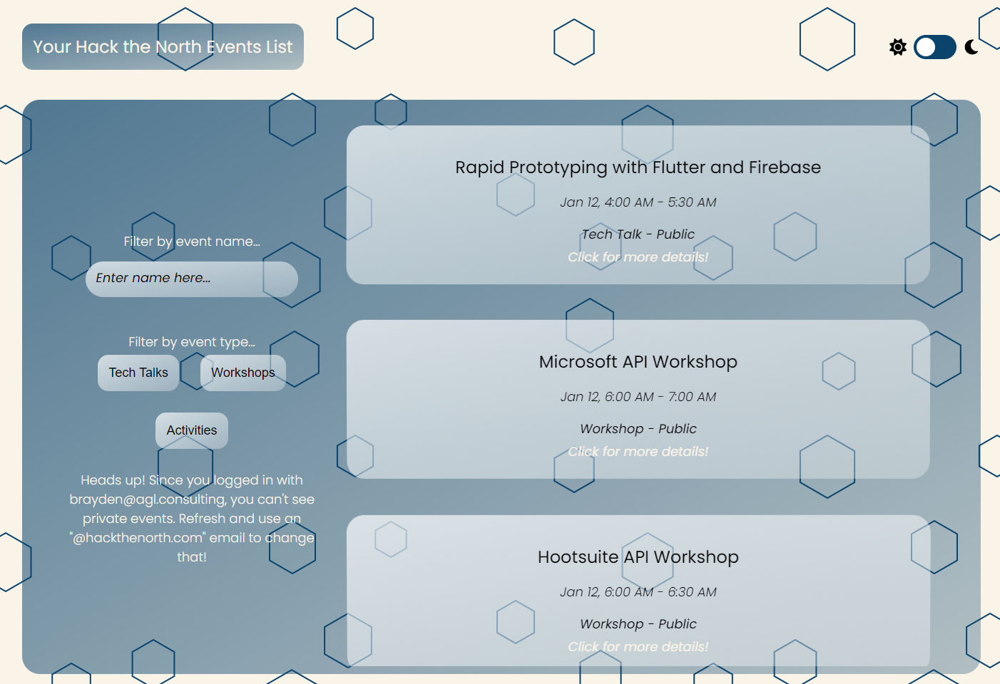 Your Hack the North Events List
Filter by event name...
Enter name here...
Filter by event type...
Tech Talks
Workshops
Activities
Heads up! Since you logged in with
brayden@agl.consulting, you can't see
private events. Refresh and use an
"@hackthenorth.com" email to change
that!
Rapid Prototyping with Flutter and Firebase
Jan 12, 4:00 AM - 5:30 AM
Tech Talk - Public
Click for more details!
Microsoft API Workshop
Jan 12, 6:00 AM - 7:00 AM
Workshop - Public
Click for more details!
Hootsuite API Workshop
Jan 12, 6:00 AM - 6:30 AM
Workshop - Public
Click for more details!